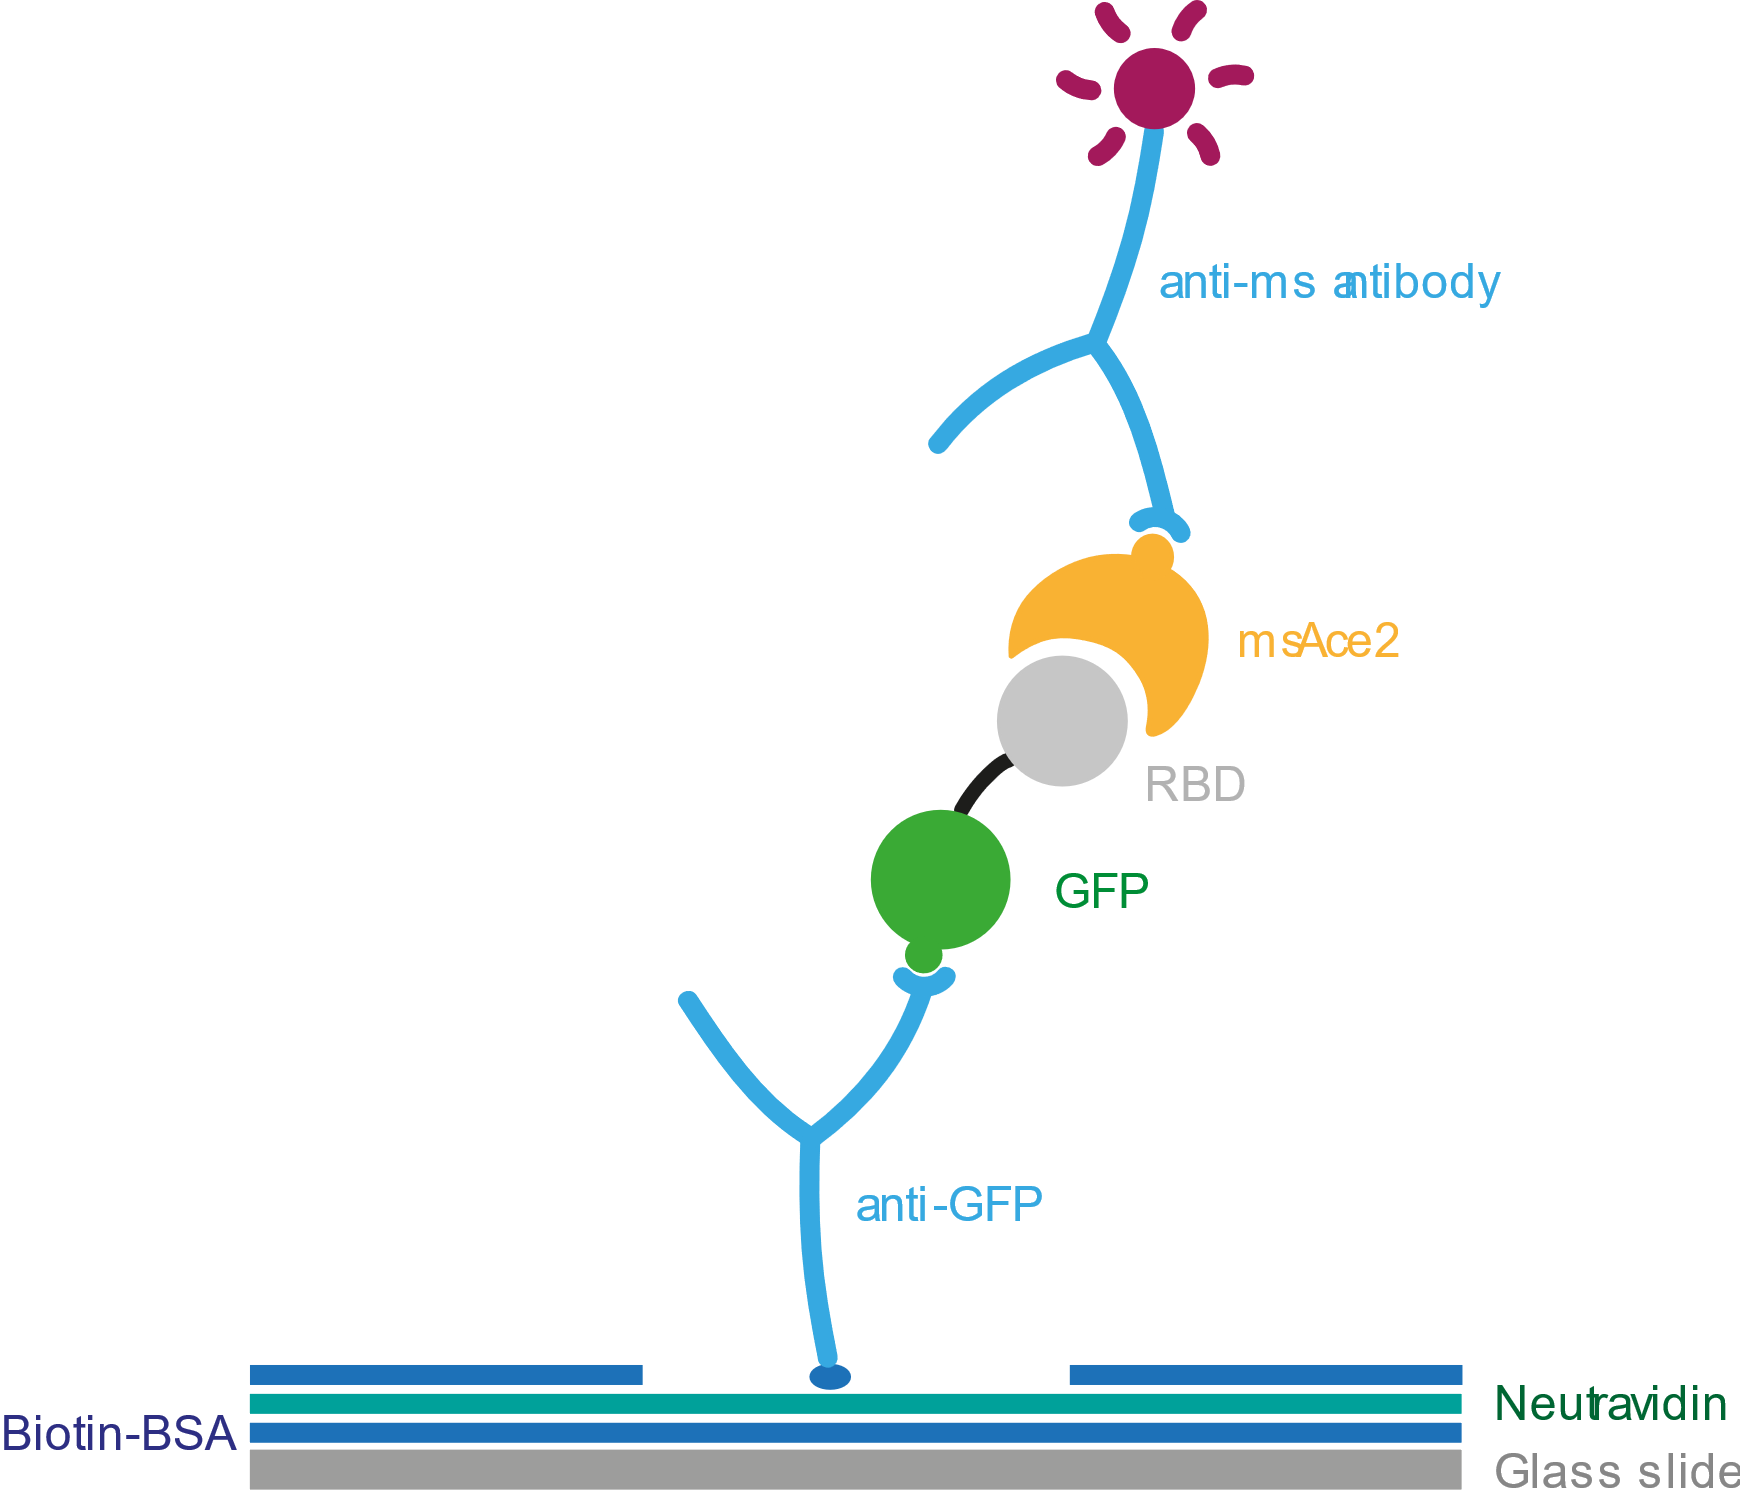 anti-ms antibody
msAce2
RBD
GFP
anti-GFP
Neutravidin
Biotin-BSA
Glass slide